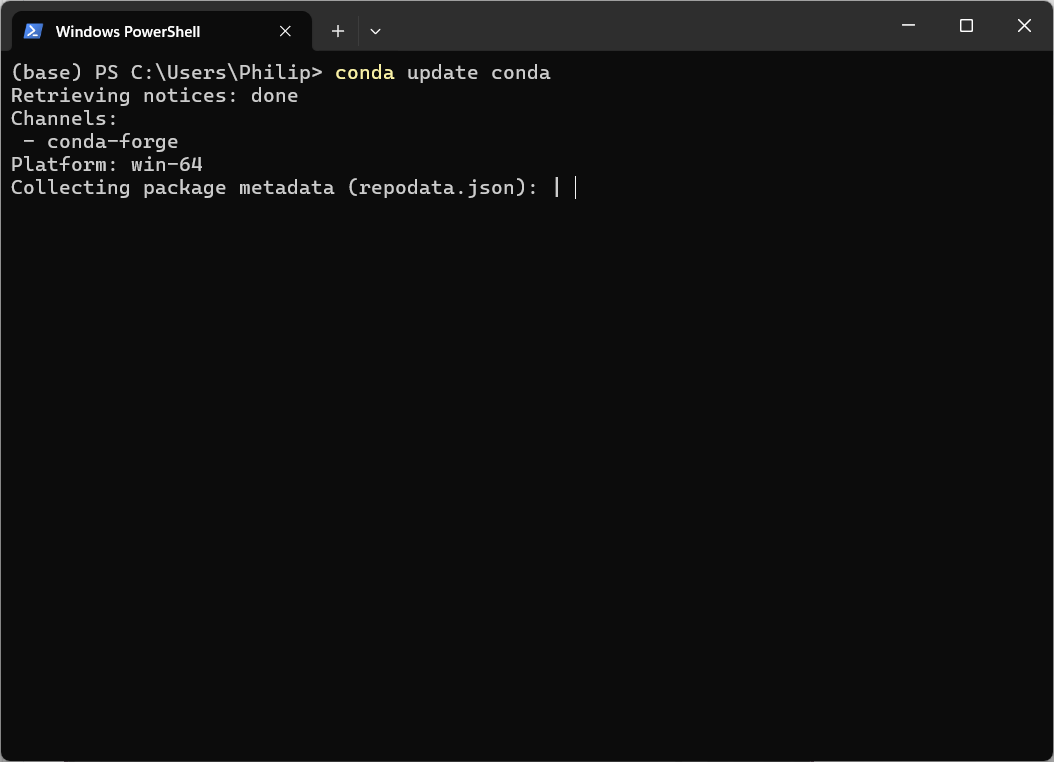 Windows PowerShell
(base) PS C:\Users\Philip> conda update conda
Retrieving notices: done
Channels:
 - conda-forge
Platform: win-64
Collecting package metadata (repodata.json): |